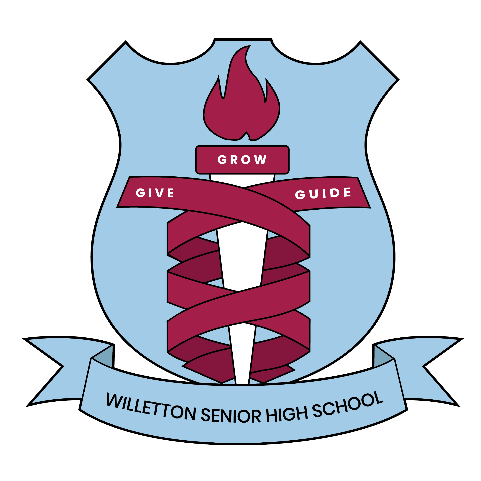 GROW
GIVE
GUIDE
WILLETTON SENIOR HIGH SCHOOL